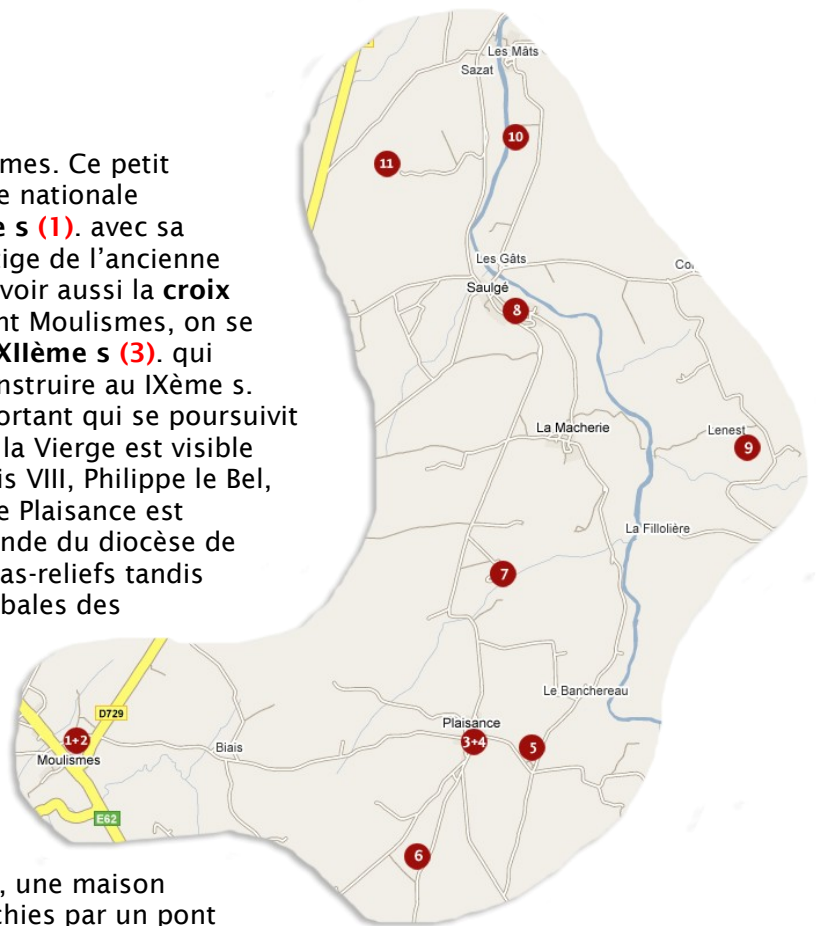 mes. Ce petit
e nationale
e s (1). avec sa
tige de l'ancienne
voir aussi la croix
nt Moulismes, on se
XIIème s (3). qui
nstruire au IXème s.
ortant qui se poursuivit
la Vierge est visible
is VIII, Philippe le Bel,
e Plaisance est
nde du diocèse de
as-reliefs tandis
bales des
, une maison
chies par un pont
Les Mâts
Sazat
10
11
Les Gâts
Saulgé
8
La Macherie
Lenest
9
La Fillolière
7
Le Banchereau
D729
Plaisance
1+2
3+4
5
Biais
Moulismes
E62
6